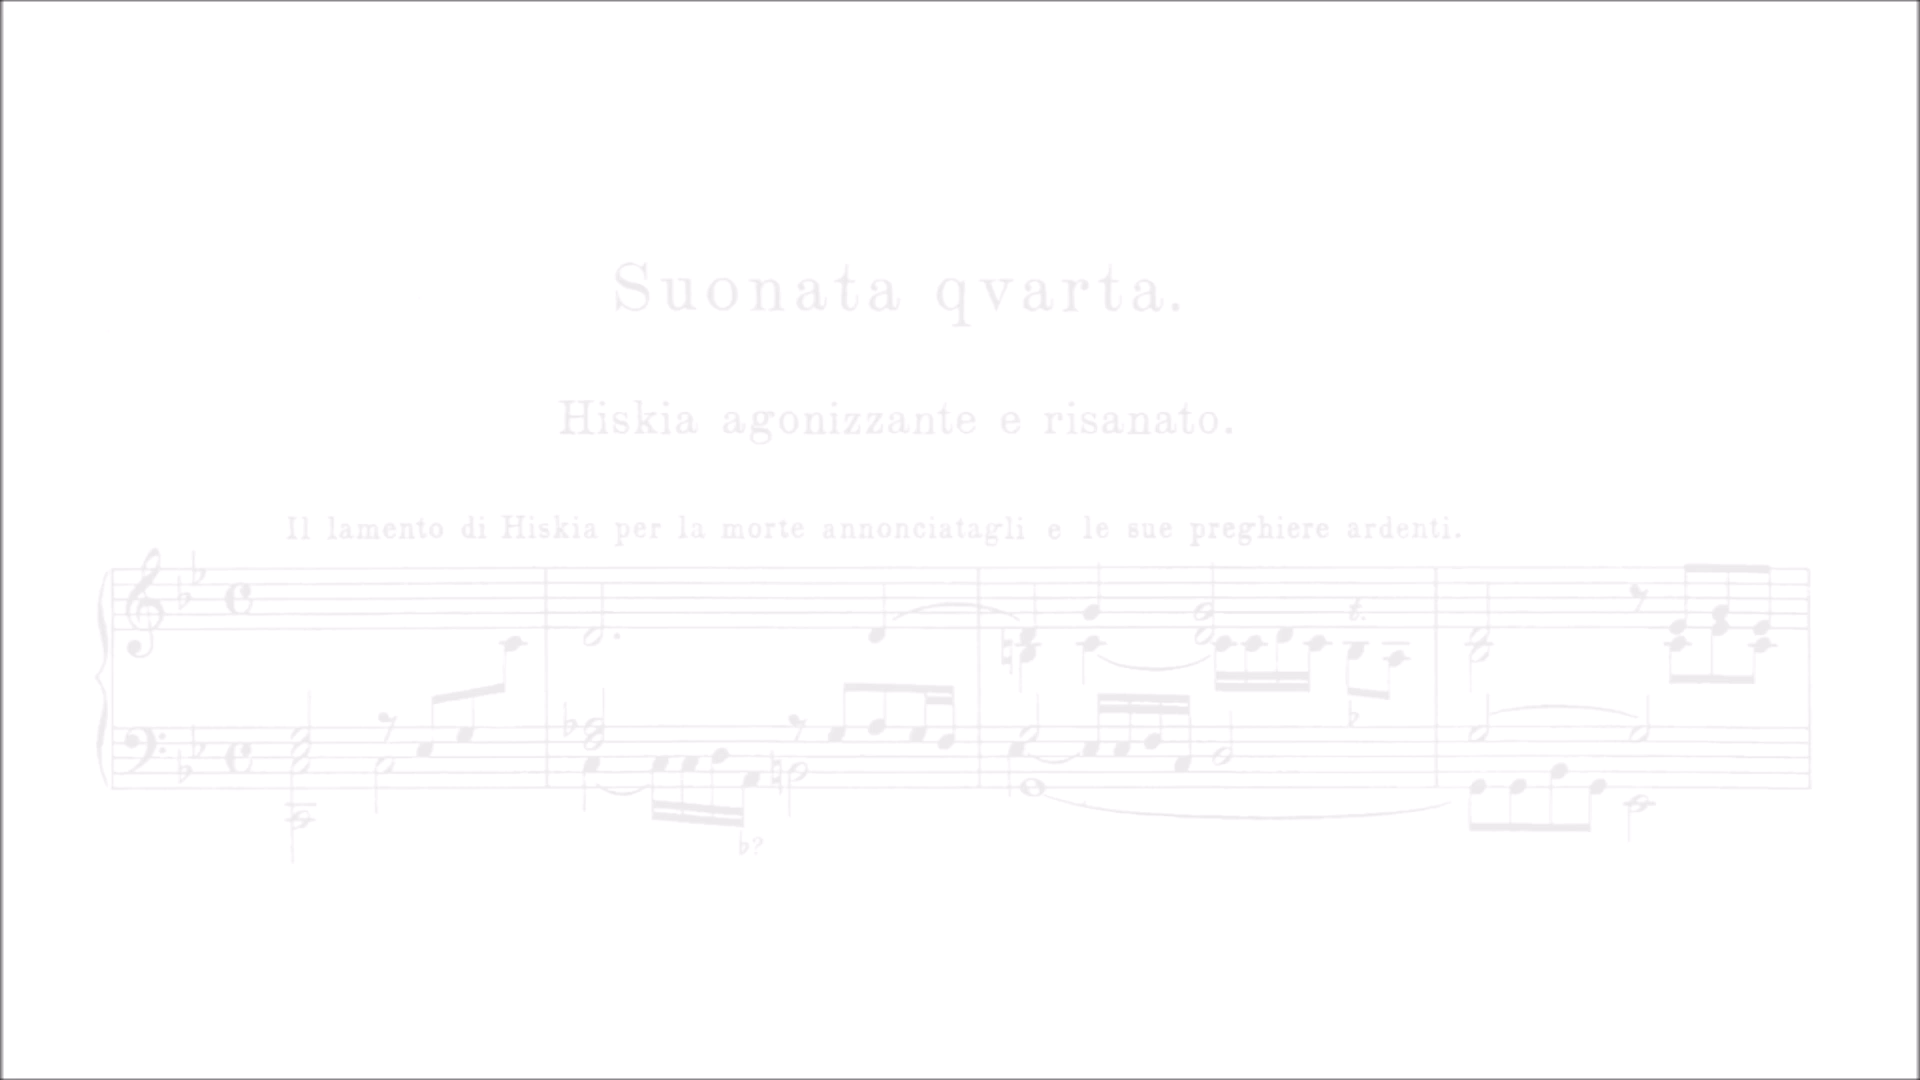 Suonata qvarta.
Hiskia agonizzante e risanato.
Il lamento di Hiskia per la morte annonciatagli e le sue preghiere ardenti.
t.
♭
♭?